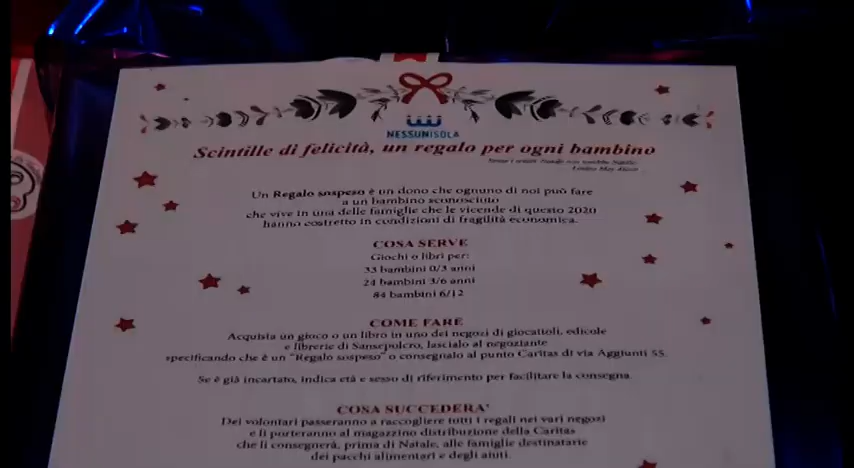 NESSUNISOLA
Scintille di felicità, un regalo per ogni bambino
Louisa May Alcott
Un Regalo sospeso è un dono che ognuno di noi può fare
a un bambino sconosciuto
che vive in una delle famiglie che le vicende di questo 2020
hanno costretto in condizioni di fragilità economica.
COSA SERVE
Giochi o libri per:
33 bambini 0/3 anni
24 bambini 3/6 anni
84 bambini 6/12
COME FARE
Acquista un gioco o un libro in uno dei negozi di giocattoli, edicole
e librerie di Sansepolcro, lascialo al negoziante
specificando che è un "Regalo sospeso" o consegnalo al punto Caritas di via Aggiunti 55.
Se è già incartato, indica età e sesso di riferimento per facilitare la consegna.
COSA SUCCEDERA'
Dei volontari passeranno a raccogliere tutti i regali nei vari negozi
e li porteranno al magazzino distribuzione della Caritas
che li consegnerà, prima di Natale, alle famiglie destinatarie
dei pacchi alimentari e degli aiuti.